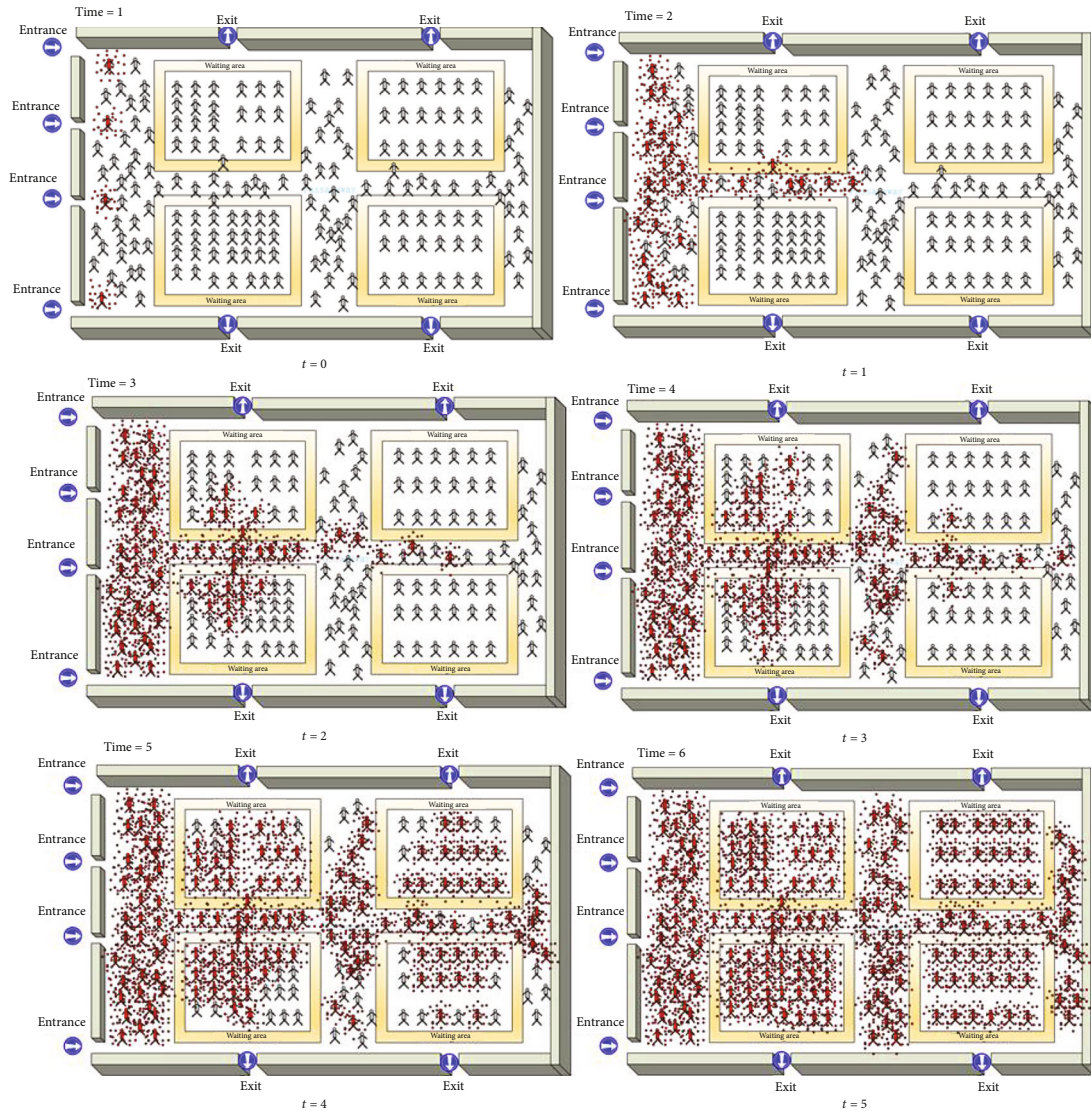 Time = 1
Exit
Exit
Entrance
Waiting area
Waiting area
Entrance
Entrance
Entrance
Waiting area
Waiting area
Exit
Exit
t = 0
Time = 2
Exit
Exit
Entrance
Waiting area
Waiting area
Entrance
Entrance
Entrance
Waiting area
Waiting area
Exit
Exit
t = 1
Time = 3
Exit
Exit
Entrance
Waiting area
Waiting area
Entrance
Entrance
Entrance
Waiting area
Waiting area
Exit
Exit
t = 2
Time = 4
Exit
Exit
Entrance
Waiting area
Waiting area
Entrance
Entrance
Entrance
Waiting area
Waiting area
Exit
Exit
t = 3
Time = 5
Exit
Exit
Entrance
Waiting area
Waiting area
Entrance
Entrance
Entrance
Waiting area
Waiting area
Exit
Exit
t = 4
Time = 6
Exit
Exit
Entrance
Waiting area
Waiting area
Entrance
Entrance
Entrance
Waiting area
Waiting area
Exit
Exit
t = 5